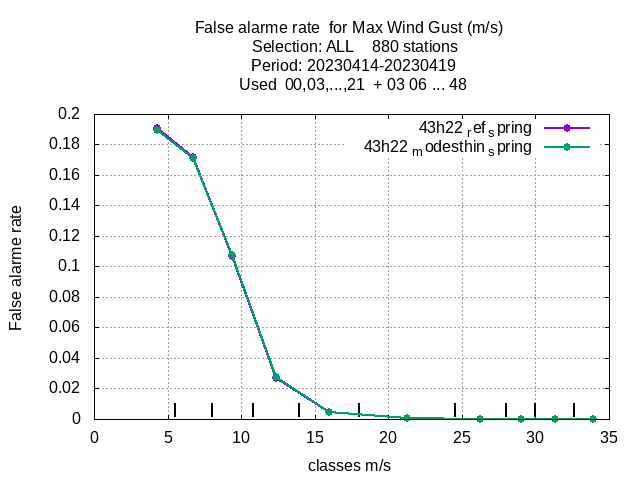 False alarme rate  for Max Wind Gust (m/s)
Selection: ALL    880 stations
Period: 20230414-20230419
Used  00,03,...,21  + 03 06 ... 48
43h22 ref spring
43h22 modesthin spring
False alarme rate
0.2
0.18
0.16
0.14
0.12
0.1
0.08
0.06
0.04
0.02
0
0 5 10 15 20 25 30 35
classes m/s